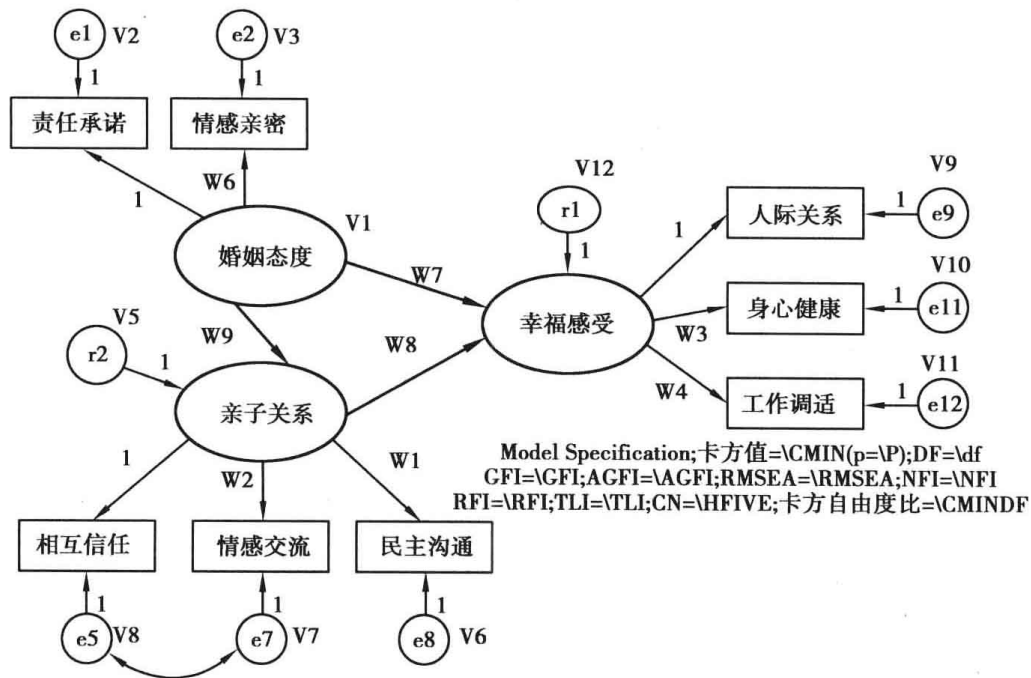 e1 V2 e2 V3
1 1
责任承诺 情感亲密
1 W6
V1
婚姻态度
V12
r1
1
W7
幸福感受
V9
人际关系 1 e9
1
V10
身心健康 1 e11
W3
V11
工作调适 1 e12
W4
V5
r2 1
W9 W8
亲子关系
1 W2 W1
相互信任 情感交流 民主沟通
1 1 1
e5 V8 e7 V7 e8 V6
Model Specification;卡方值=\CMIN(p=\P);DF=\df
GFI=\GFI;AGFI=\AGFI;RMSEA=\RMSEA;NFI=\NFI
RFI=\RFI;TLI=\TLI;CN=\HFIVE;卡方自由度比=\CMINDF